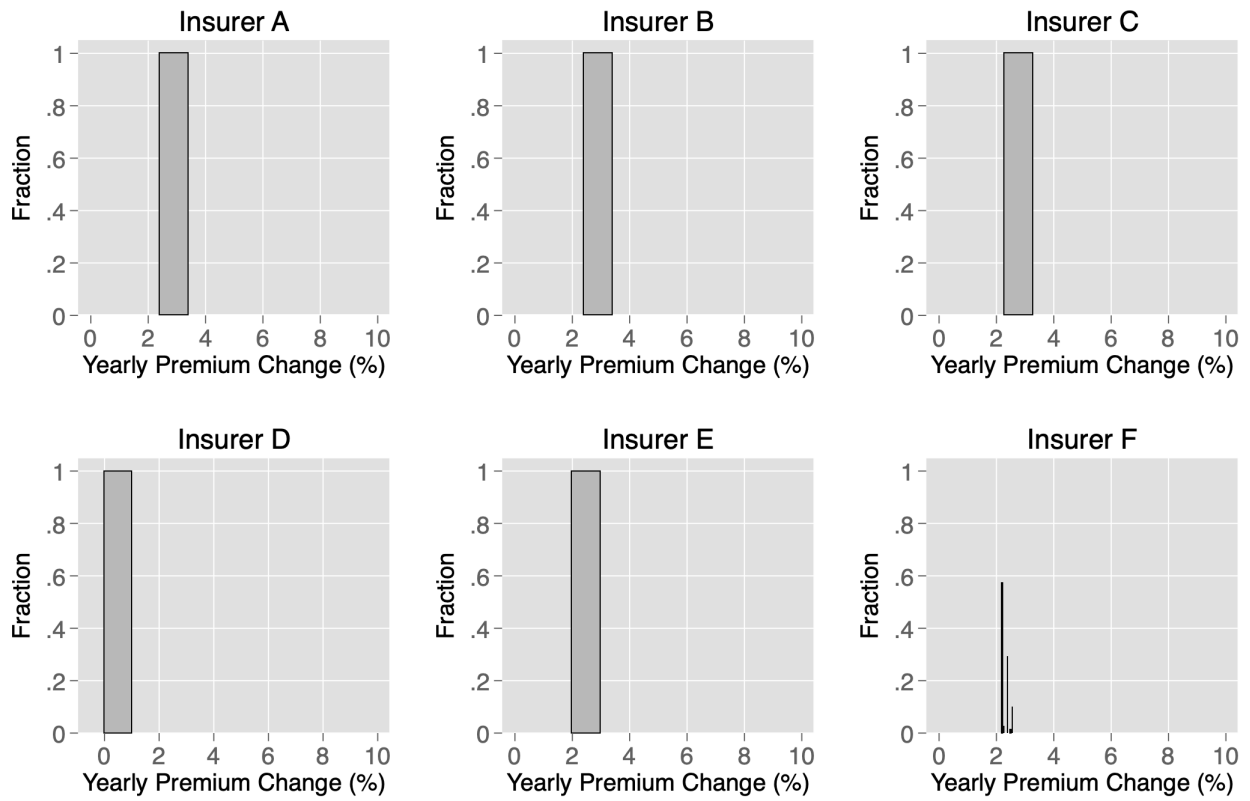 Insurer A
Fraction
1
.8
.6
.4
.2
0
0 2 4 6 8 10
Yearly Premium Change (%)
Insurer B
Fraction
1
.8
.6
.4
.2
0
0 2 4 6 8 10
Yearly Premium Change (%)
Insurer C
Fraction
1
.8
.6
.4
.2
0
0 2 4 6 8 10
Yearly Premium Change (%)
Insurer D
Fraction
1
.8
.6
.4
.2
0
0 2 4 6 8 10
Yearly Premium Change (%)
Insurer E
Fraction
1
.8
.6
.4
.2
0
0 2 4 6 8 10
Yearly Premium Change (%)
Insurer F
Fraction
1
.8
.6
.4
.2
0
0 2 4 6 8 10
Yearly Premium Change (%)